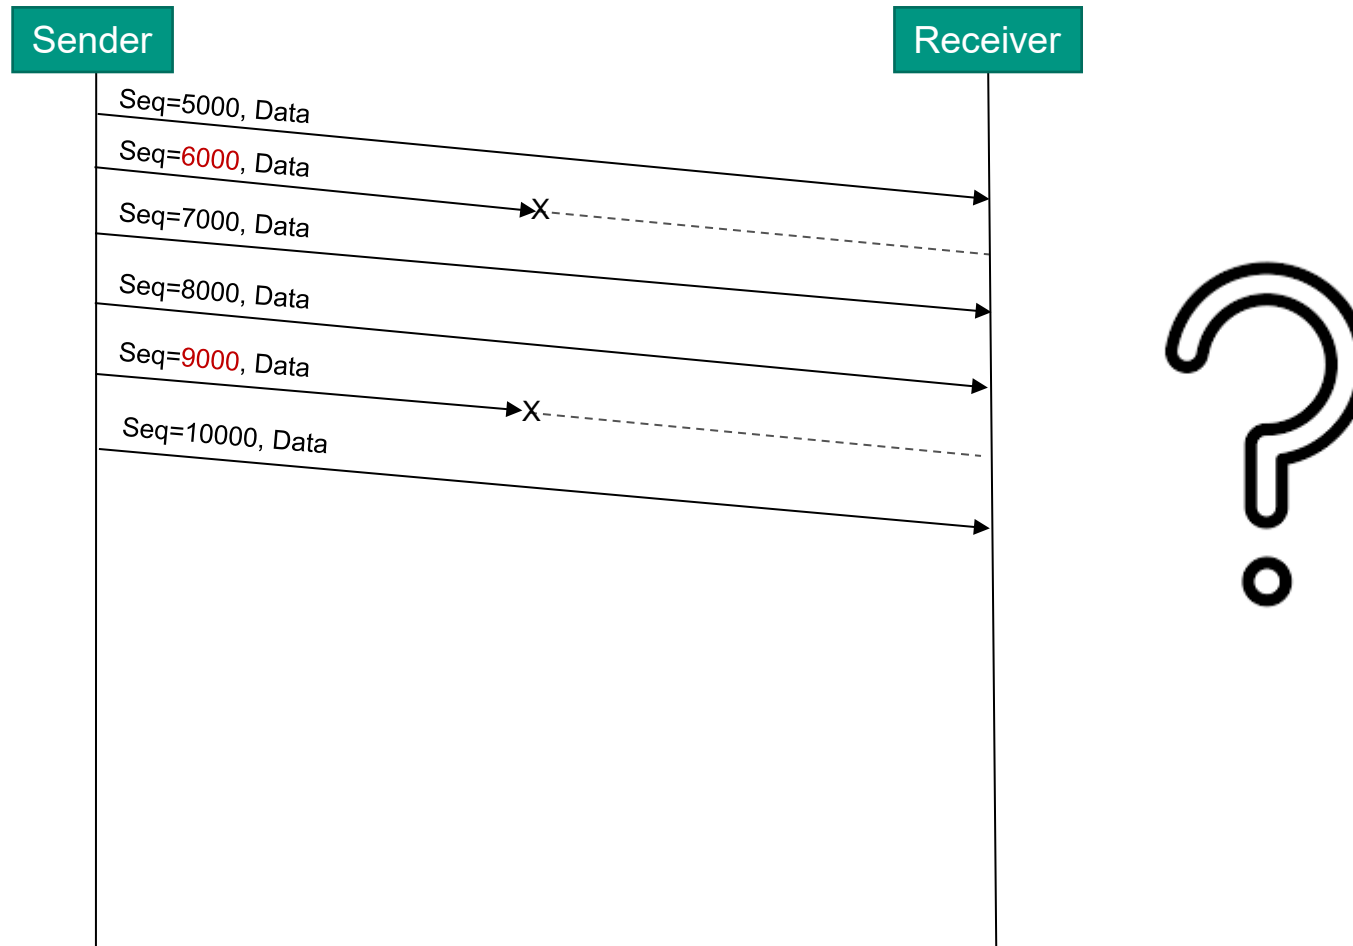 Sender
Receiver
Seq=5000, Data
Seq=6000, Data
X
Seq=7000, Data
Seq=8000, Data
Seq=9000, Data
X
Seq=10000, Data
?